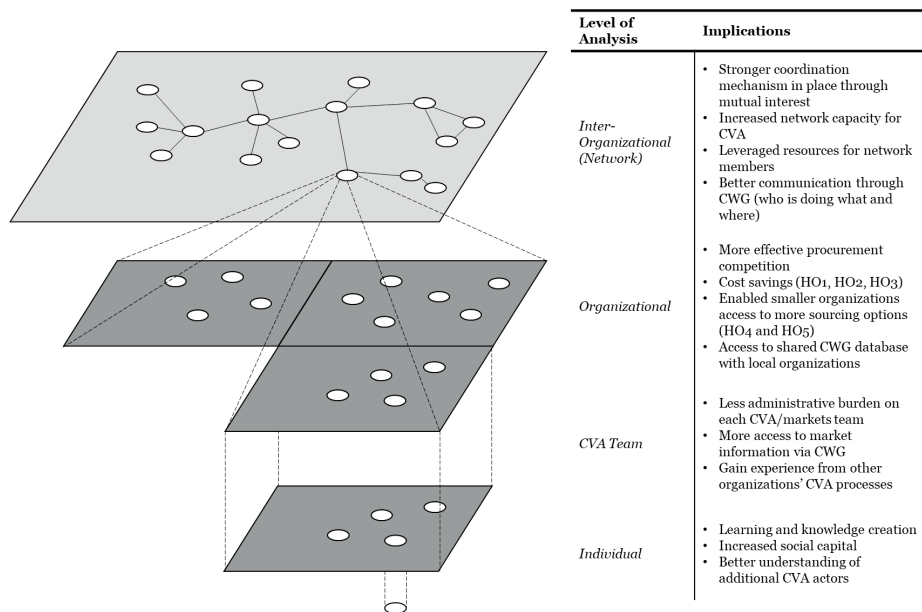 Level of
Analysis
Implications
Inter-
Organizational
(Network)
• Stronger coordination
mechanism in place through
mutual interest
• Increased network capacity for
CVA
• Leveraged resources for network
members
• Better communication through
CWG (who is doing what and
where)
Organizational
• More effective procurement
competition
• Cost savings (HO1, HO2, HO3)
• Enabled smaller organizations
access to more sourcing options
(HO4 and HO5)
• Access to shared CWG database
with local organizations
CVA Team
• Less administrative burden on
each CVA/markets team
• More access to market
information via CWG
• Gain experience from other
organizations' CVA processes
Individual
• Learning and knowledge creation
• Increased social capital
• Better understanding of
additional CVA actors